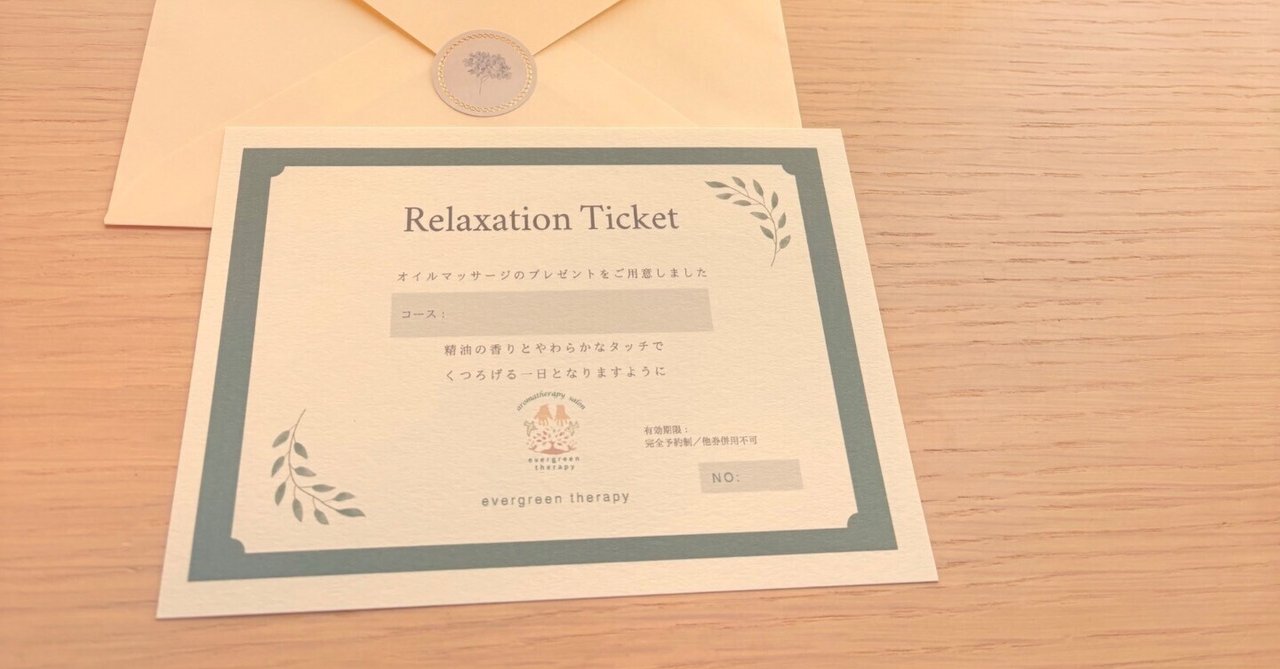 Relaxation Ticket
オイルマッサージのプレゼントをご用意しました
コース：
精油の香りとやわらかなタッチで
くつろげる一日となりますように
aromatherapy salon
evergreen
therapy
有効期限：
完全予約制／他券併用不可
NO:
evergreen therapy